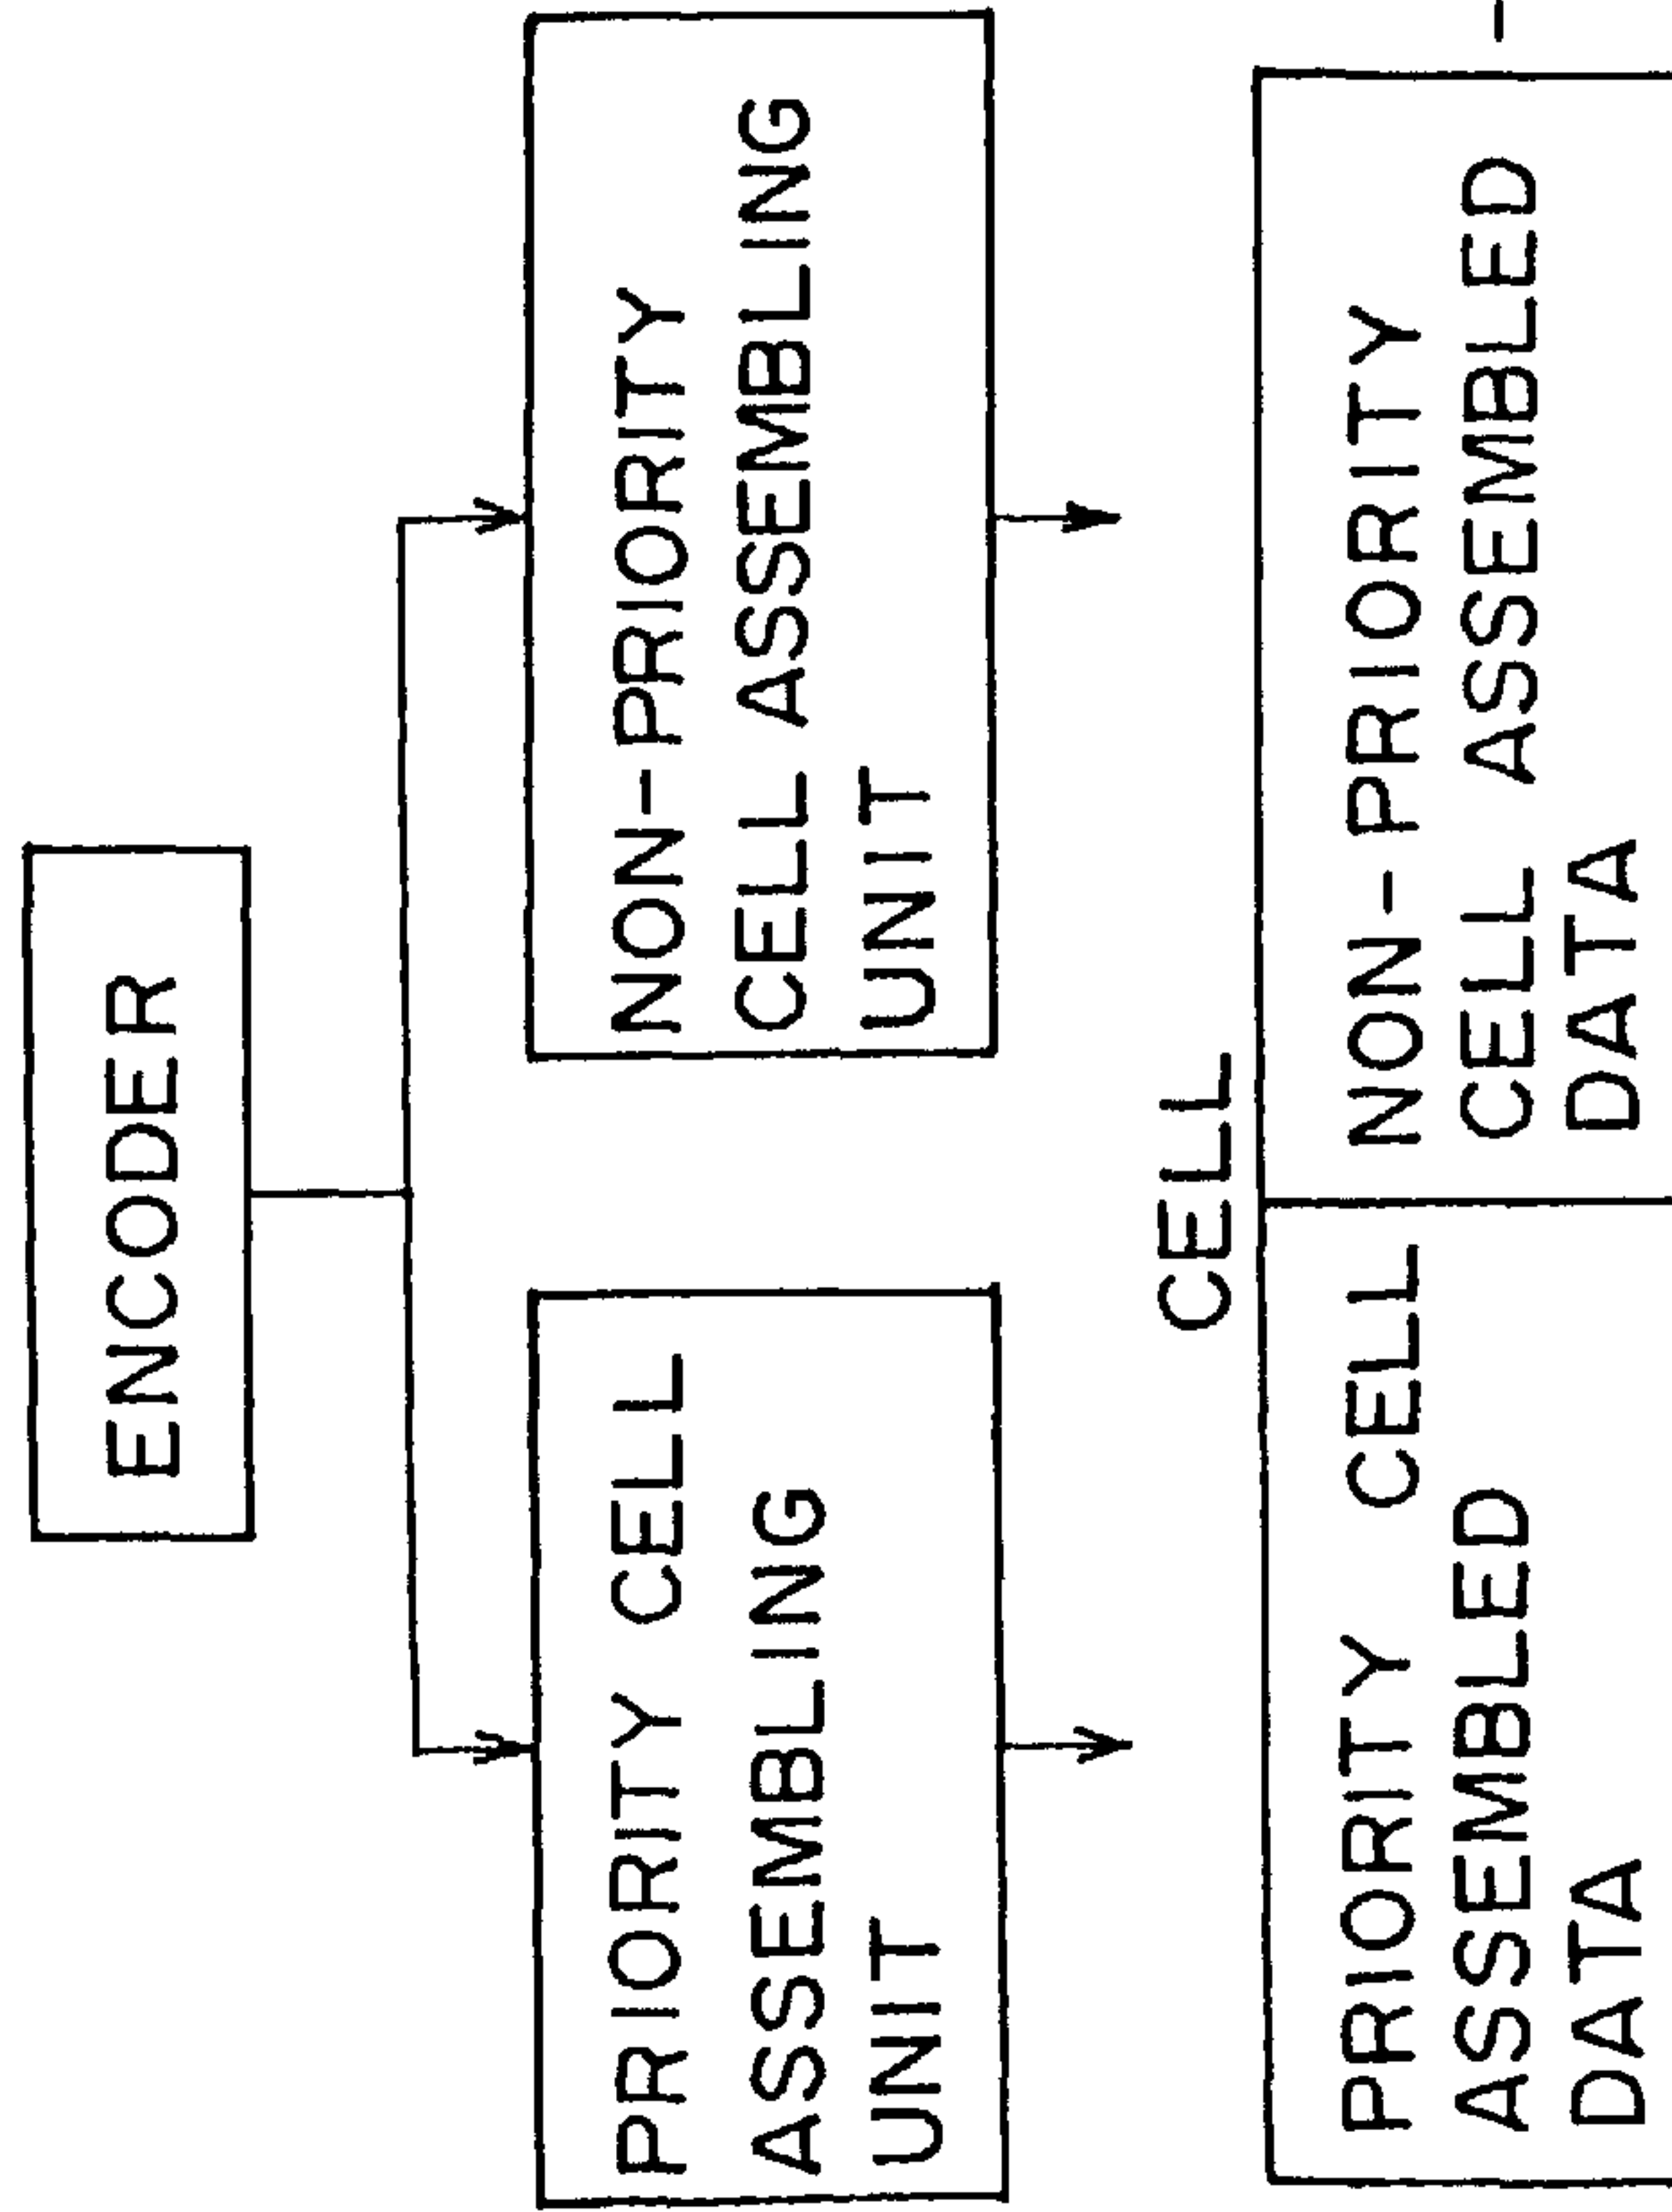 ENCODER
PRIORITY CELL
ASSEMBLING
UNIT
NON-PRIORITY
CELL ASSEMBLING
UNIT
CELL
PRIORITY CELL
ASSEMBLED
DATA
NON-PRIORITY
CELL ASSEMBLED
DATA